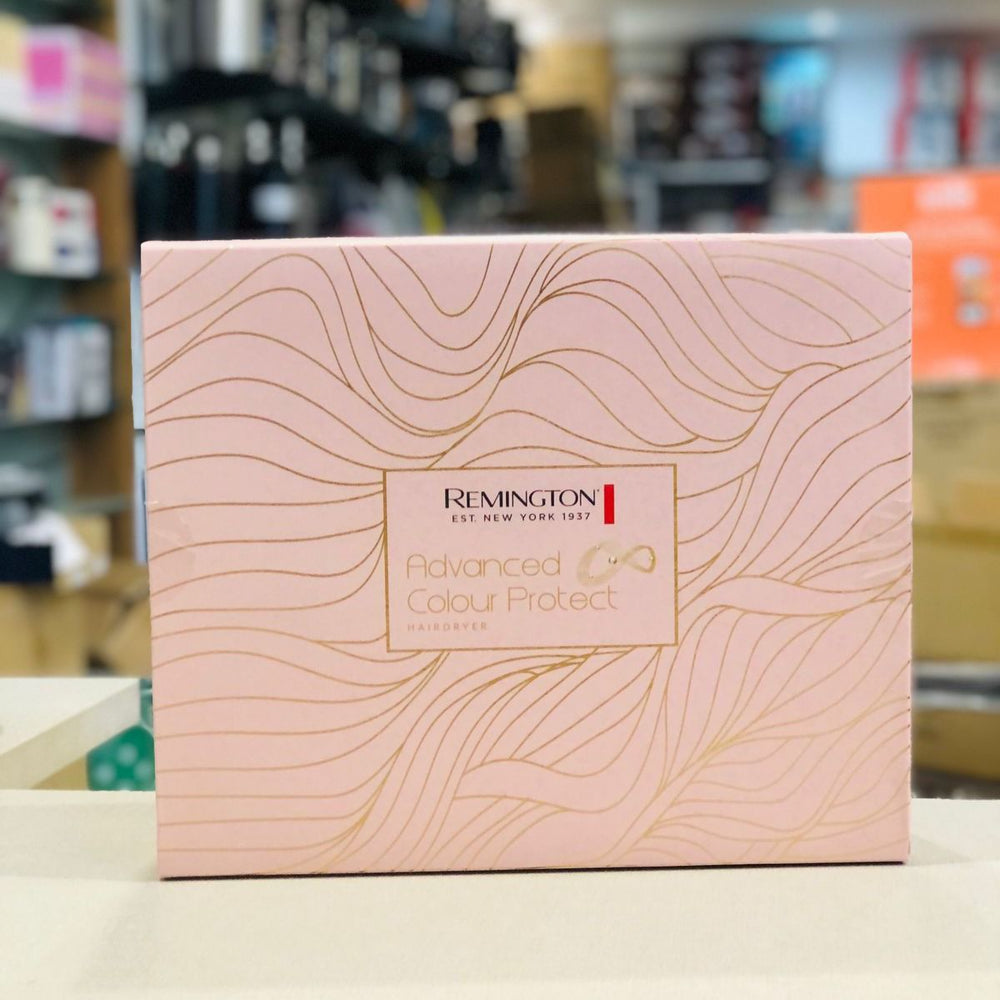 REMINGTON
EST. NEW YORK 1937
Advanced
Colour Protect
HAIRDRYER